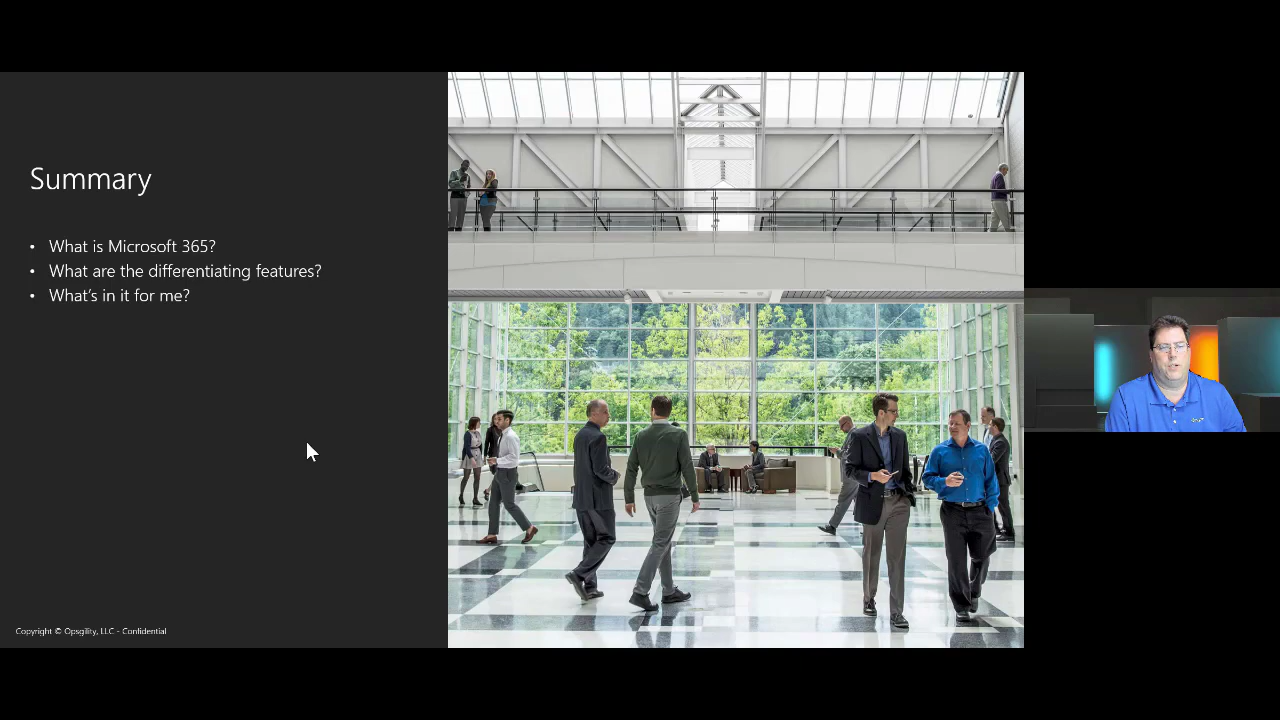 Summary
• What is Microsoft 365?
• What are the differentiating features?
• What's in it for me?
Copyright © Opsgility, LLC - Confidential